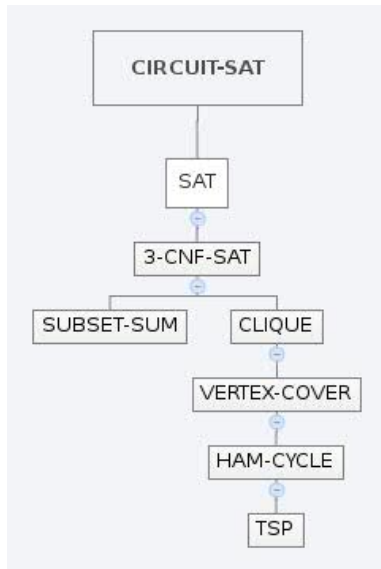 CIRCUIT-SAT
SAT
3-CNF-SAT
SUBSET-SUM
CLIQUE
VERTEX-COVER
HAM-CYCLE
TSP